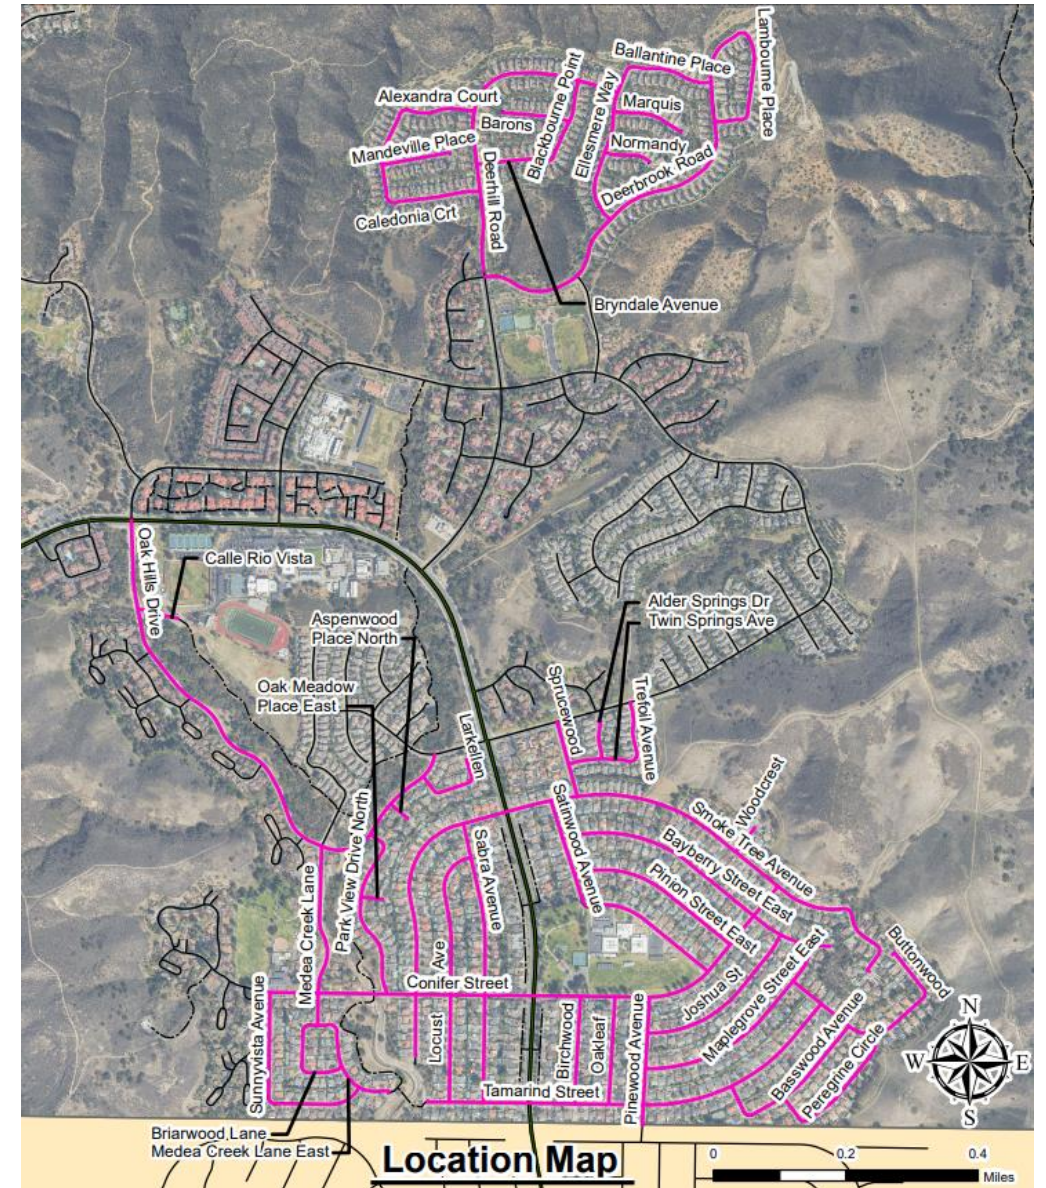 Lambourne Place
Ballantine Place
Blackbourne Point
Alexandra Court
Ellesmere Way
Marquis
Barons
Mandeville Place
Normandy
Deerhill Road
Deerbrook Road
Caledonia Crt
Bryndale Avenue
Oak Hills Drive
Calle Rio Vista
Alder Springs Dr
Twin Springs Ave
Aspenwood
Place North
Oak Meadow
Place East
Sprucewood
Trefoil Avenue
Larkellen
Woodcrest
Satinwood Avenue
Smoke Tree Avenue
Park View Drive North
Sabra Avenue
Bayberry Street East
Pinion Street East
Medea Creek Lane
Buttonwood
Ave
Maplegrove Street East
Joshua St
Conifer Street
Sunnyvista Avenue
Locust
Birchwood
Oakleaf
Pinewood Avenue
Basswood Avenue
Peregrine Circle
Tamarind Street
N
W
E
S
Briarwood Lane
Medea Creek Lane East
Location Map
0
0.2
0.4
Miles